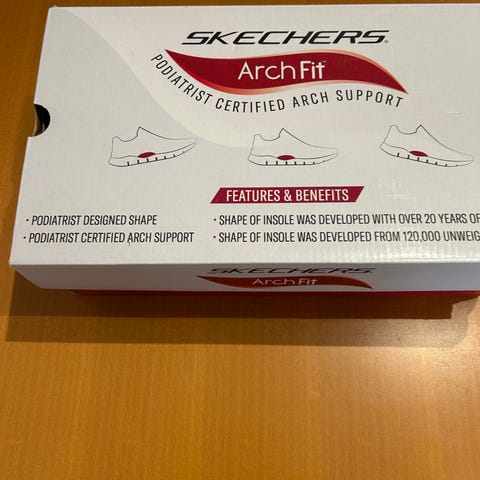 SKECHERS®
Arch Fit™
PODIATRIST CERTIFIED ARCH SUPPORT
FEATURES & BENEFITS
• PODIATRIST DESIGNED SHAPE
• PODIATRIST CERTIFIED ARCH SUPPORT
• SHAPE OF INSOLE WAS DEVELOPED WITH OVER 20 YEARS OF
• SHAPE OF INSOLE WAS DEVELOPED FROM 120,000 UNWEIG
SKECHERS
Arch Fit